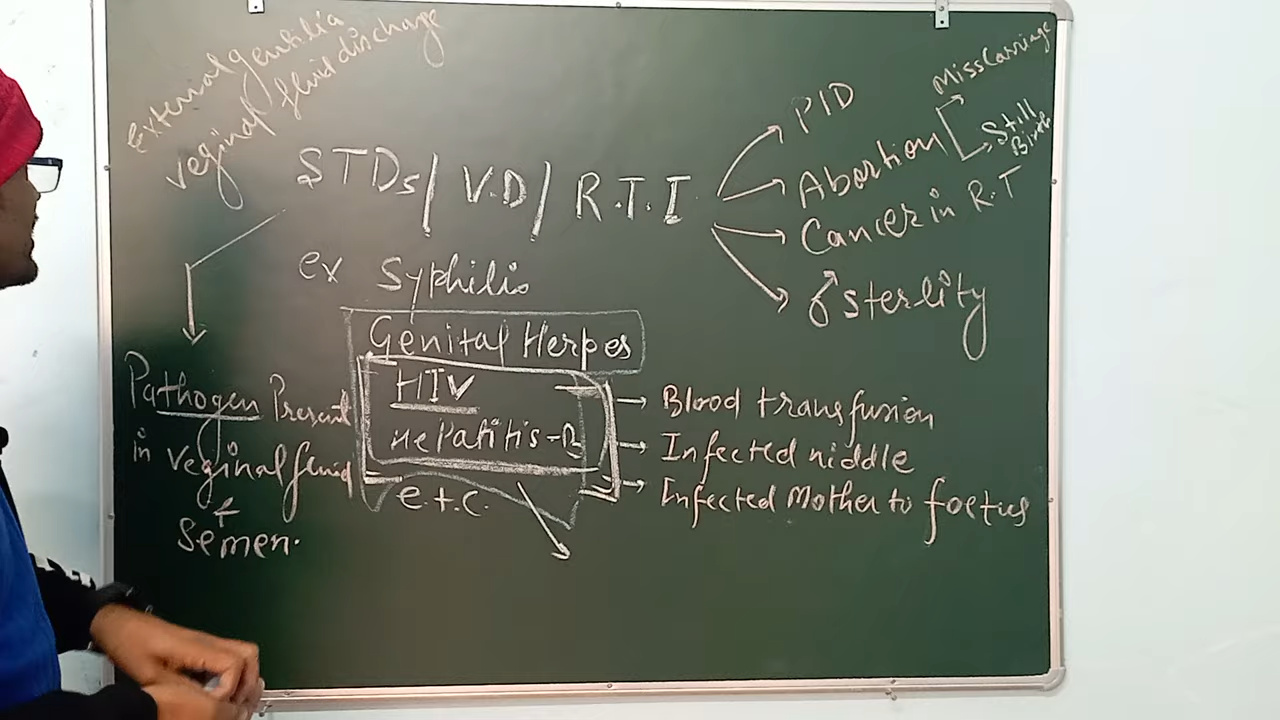 External genitilia
veginal fluid discharge
STDs / V.D / R.T.I
PID
Abortion
Miss Carriage
Still
Birth
Cancer in R.T
♂ Sterlity
ex Syphilis
Genital Herpes
HIV
Hepatitis-B
e.t.c.
Pathogen Present
in veginal fluid
&
Semen.
Blood transfusion
Infected niddle
Infected Mother to foetus